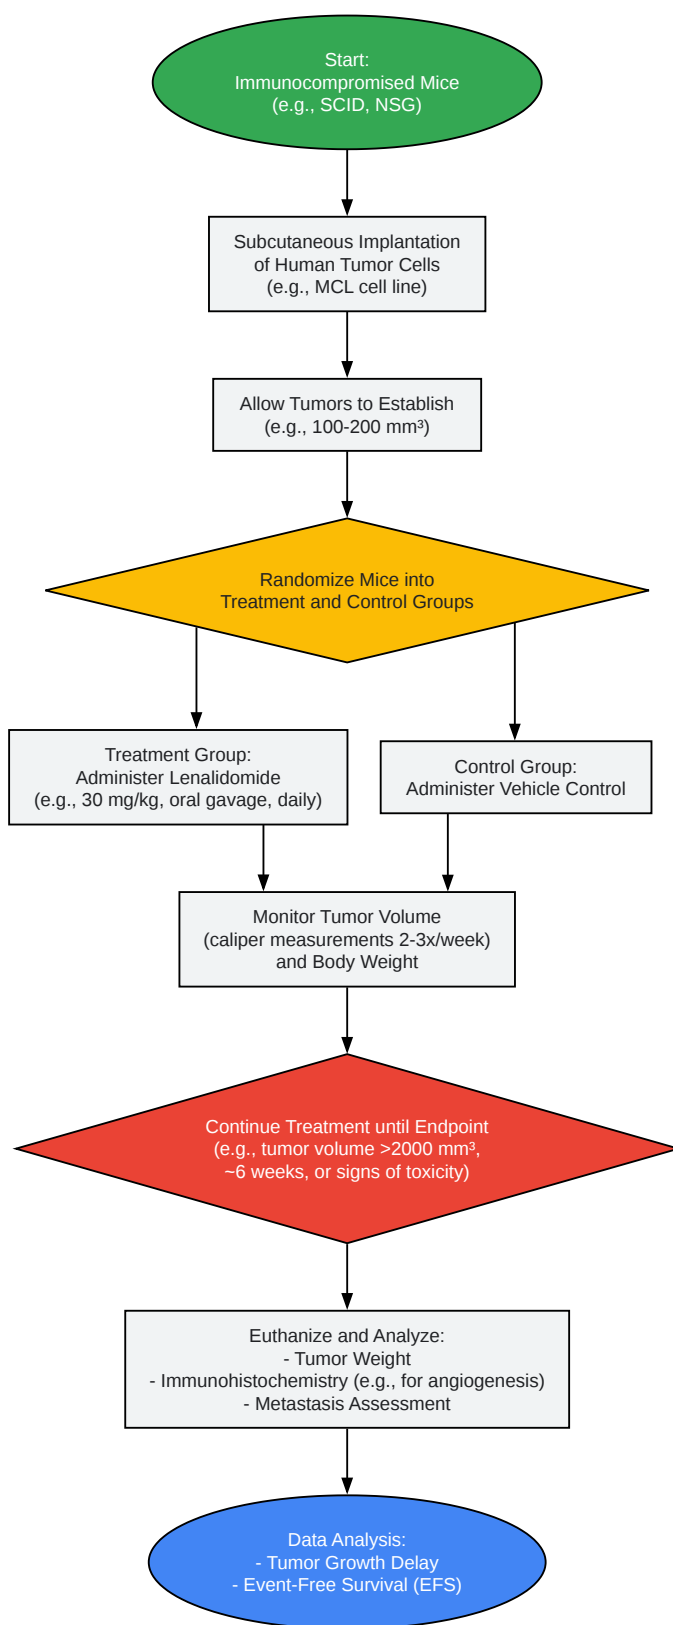 Start:
Immunocompromised Mice
(e.g., SCID, NSG)
Subcutaneous Implantation
of Human Tumor Cells
(e.g., MCL cell line)
Allow Tumors to Establish
(e.g., 100-200 mm³)
Randomize Mice into
Treatment and Control Groups
Treatment Group:
Administer Lenalidomide
(e.g., 30 mg/kg, oral gavage, daily)
Control Group:
Administer Vehicle Control
Monitor Tumor Volume
(caliper measurements 2-3x/week)
and Body Weight
Continue Treatment until Endpoint
(e.g., tumor volume >2000 mm³,
~6 weeks, or signs of toxicity)
Euthanize and Analyze:
- Tumor Weight
- Immunohistochemistry (e.g., for angiogenesis)
- Metastasis Assessment
Data Analysis:
- Tumor Growth Delay
- Event-Free Survival (EFS)